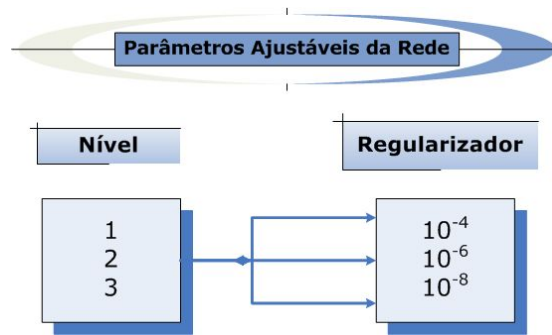 Parâmetros Ajustáveis da Rede
Nível
Regularizador
1
2
3
10⁻⁴
10⁻⁶
10⁻⁸